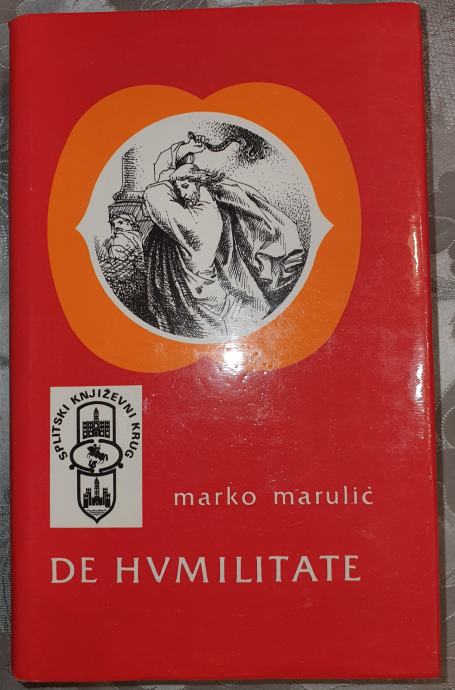 SPLITSKI KNJIŽEVNI KRUG
marko marulić
DE HVMILITATE